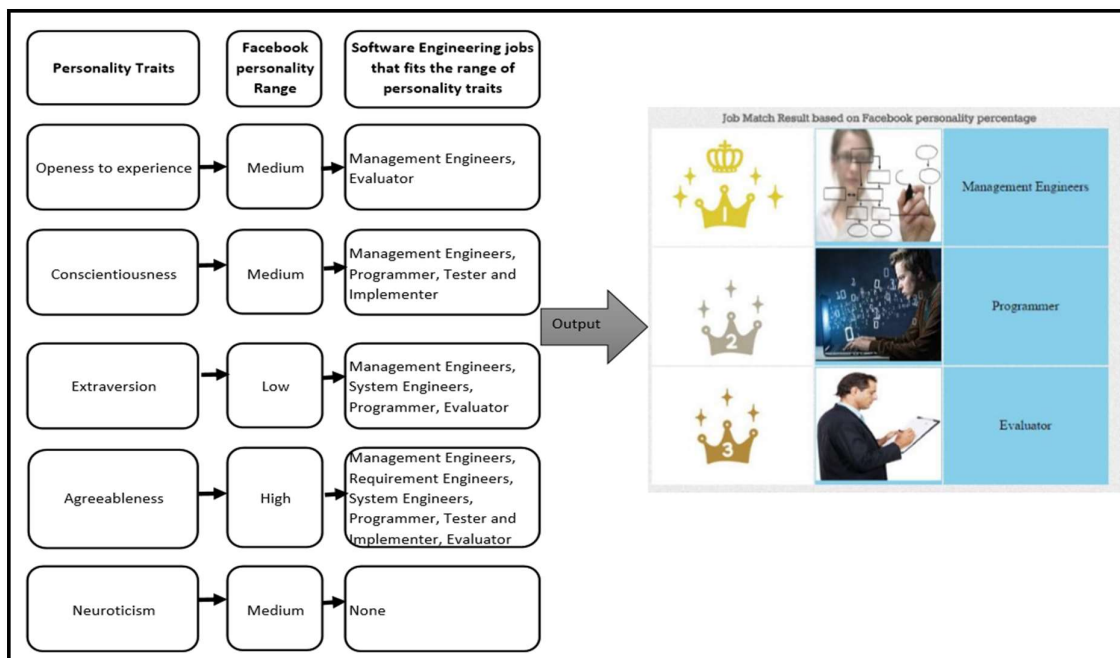 Personality Traits
Facebook
personality
Range
Software Engineering jobs
that fits the range of
personality traits
Openess to experience
Medium
Management Engineers,
Evaluator
Conscientiousness
Medium
Management Engineers,
Programmer, Tester and
Implementer
Extraversion
Low
Management Engineers,
System Engineers,
Programmer, Evaluator
Agreeableness
High
Management Engineers,
Requirement Engineers,
System Engineers,
Programmer, Tester and
Implementer, Evaluator
Neuroticism
Medium
None
Output
Job Match Result based on Facebook personality percentage
1
Management Engineers
2
Programmer
3
Evaluator